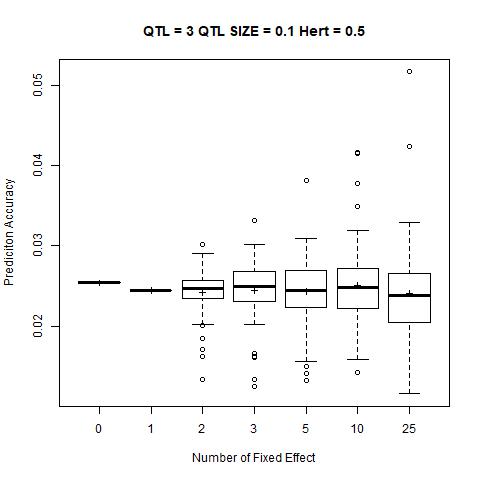 QTL = 3 QTL SIZE = 0.1 Hert = 0.5
Prediciton Accuracy
0.05
0.04
0.03
0.02
0 1 2 3 5 10 25
Number of Fixed Effect